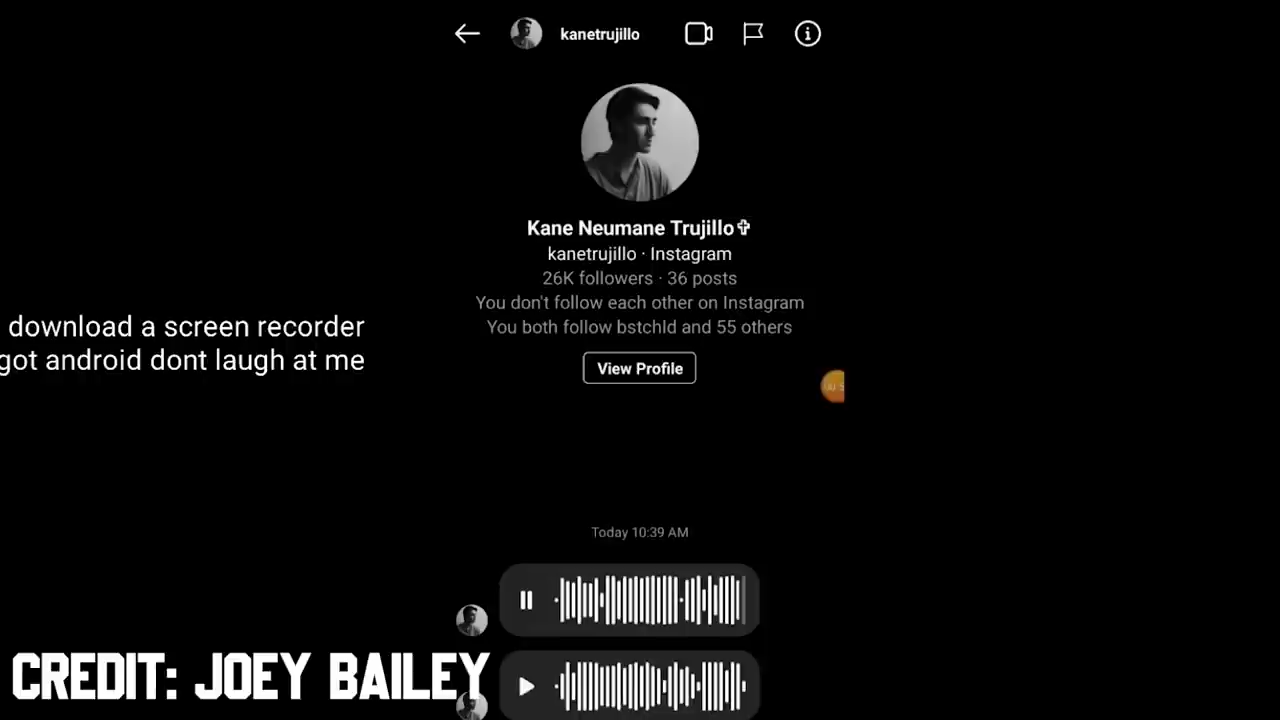 kanetrujillo
Kane Neumane Trujillo✞
kanetrujillo · Instagram
26K followers · 36 posts
You don't follow each other on Instagram
You both follow bstchld and 55 others
download a screen recorder
got android dont laugh at me
View Profile
Today 10:39 AM
CREDIT: JOEY BAILEY